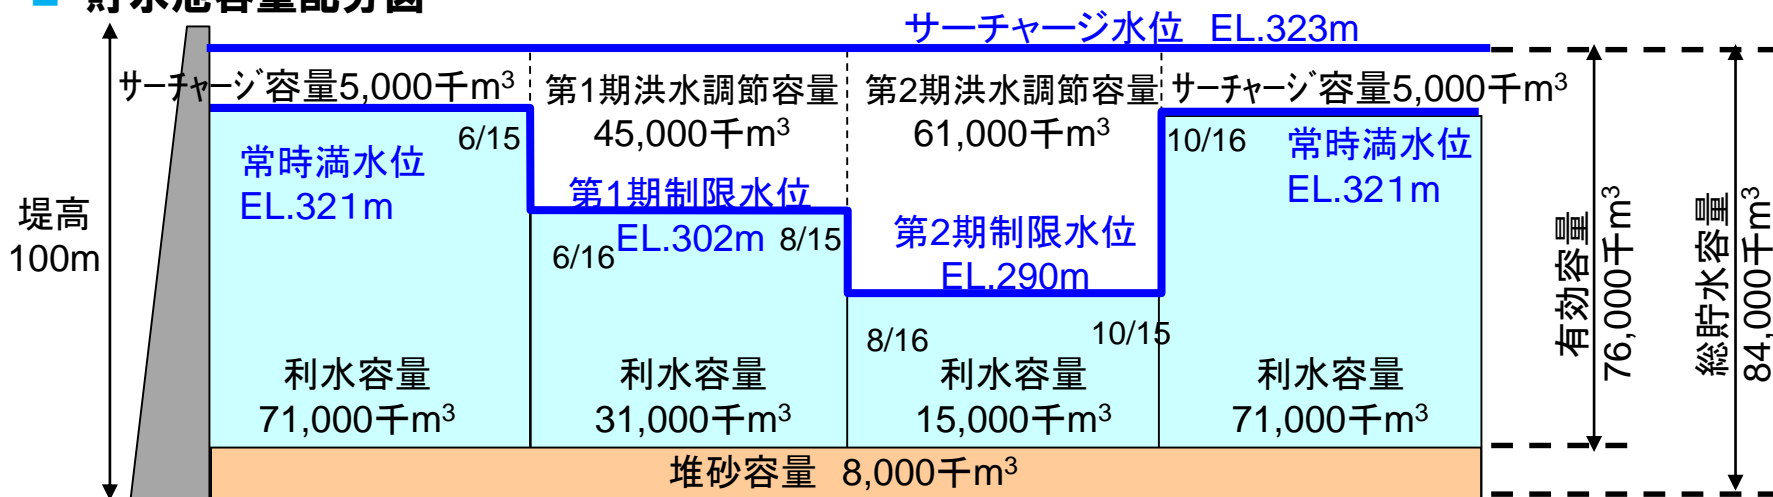 ■ 貯水池容量配分図
サーチャージ水位 EL.323m
サーチャージ容量5,000千m³
第1期洪水調節容量
45,000千m³
第2期洪水調節容量
61,000千m³
サーチャージ容量5,000千m³
6/15
常時満水位
EL.321m
第1期制限水位
EL.302m
6/16
8/15
第2期制限水位
EL.290m
8/16
10/15
10/16
常時満水位
EL.321m
堤高
100m
利水容量
71,000千m³
利水容量
31,000千m³
利水容量
15,000千m³
利水容量
71,000千m³
堆砂容量 8,000千m³
有効容量
76,000千m³
総貯水容量
84,000千m³